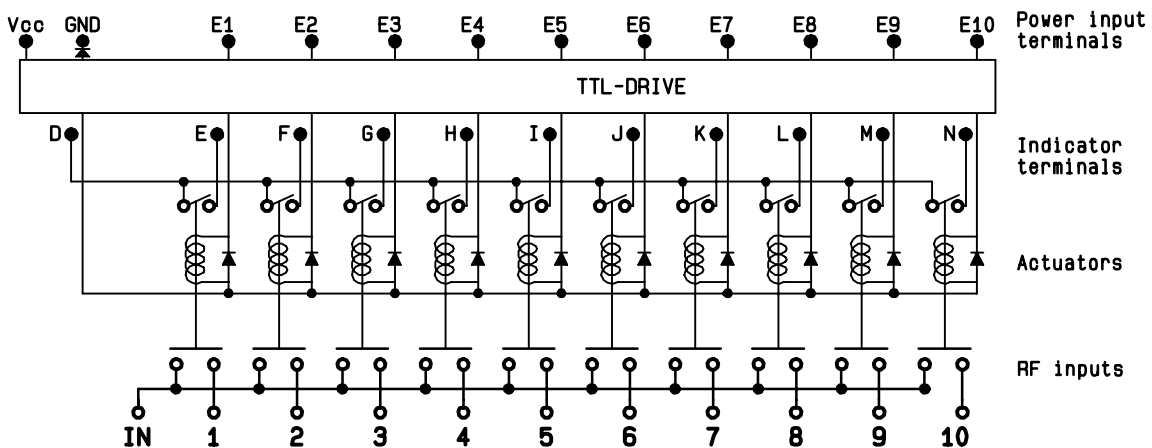 Vcc GND E1 E2 E3 E4 E5 E6 E7 E8 E9 E10 Power input
terminals
TTL-DRIVE
D E F G H I J K L M N Indicator
terminals
Actuators
RF inputs
IN 1 2 3 4 5 6 7 8 9 10